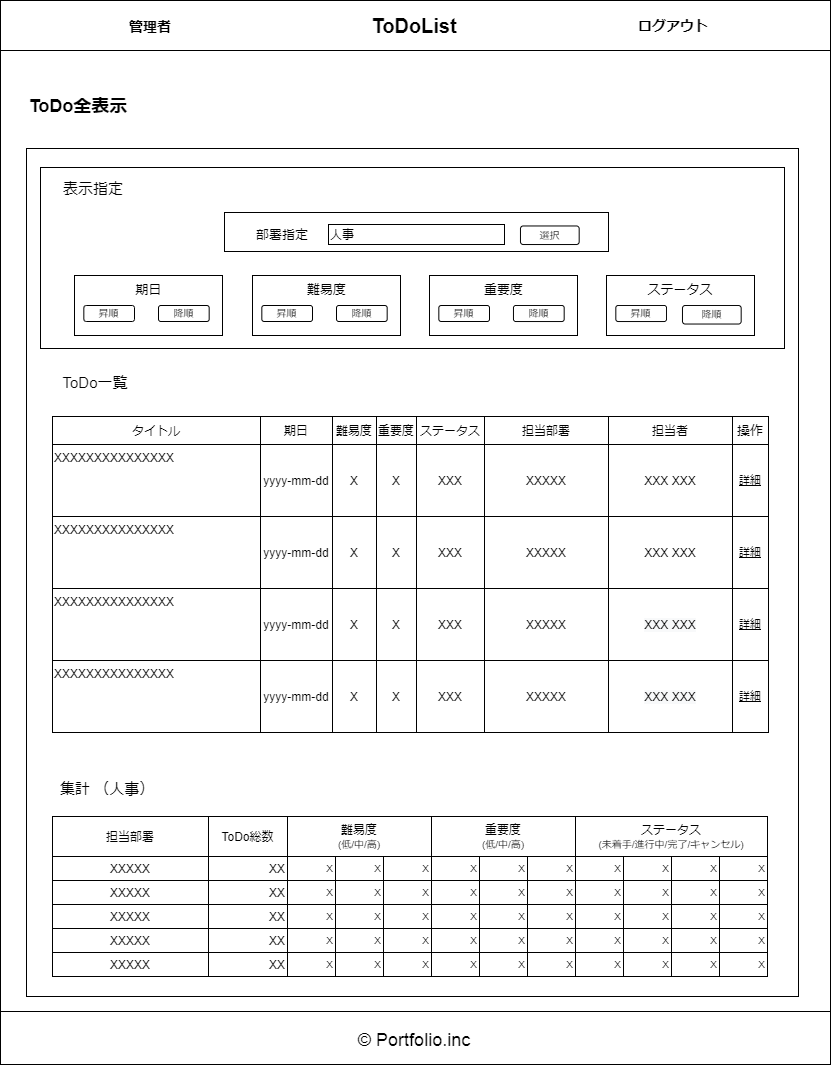 管理者 ToDoList ログアウト
ToDo全表示
表示指定
部署指定 人事 選択
期日 難易度 重要度 ステータス
昇順 降順 昇順 降順 昇順 降順 昇順 降順
ToDo一覧
タイトル 期日 難易度 重要度 ステータス 担当部署 担当者 操作
XXXXXXXXXXXXXXX
yyyy-mm-dd X X XXX XXXXX XXX XXX 詳細
XXXXXXXXXXXXXXX
yyyy-mm-dd X X XXX XXXXX XXX XXX 詳細
XXXXXXXXXXXXXXX
yyyy-mm-dd X X XXX XXXXX XXX XXX 詳細
XXXXXXXXXXXXXXX
yyyy-mm-dd X X XXX XXXXX XXX XXX 詳細
集計 （人事）
担当部署 ToDo総数 難易度 重要度 ステータス
(低/中/高) (低/中/高) (未着手/進行中/完了/キャンセル)
XXXXX XX X X X X X X X X X X
XXXXX XX X X X X X X X X X X
XXXXX XX X X X X X X X X X X
XXXXX XX X X X X X X X X X X
XXXXX XX X X X X X X X X X X
© Portfolio.inc